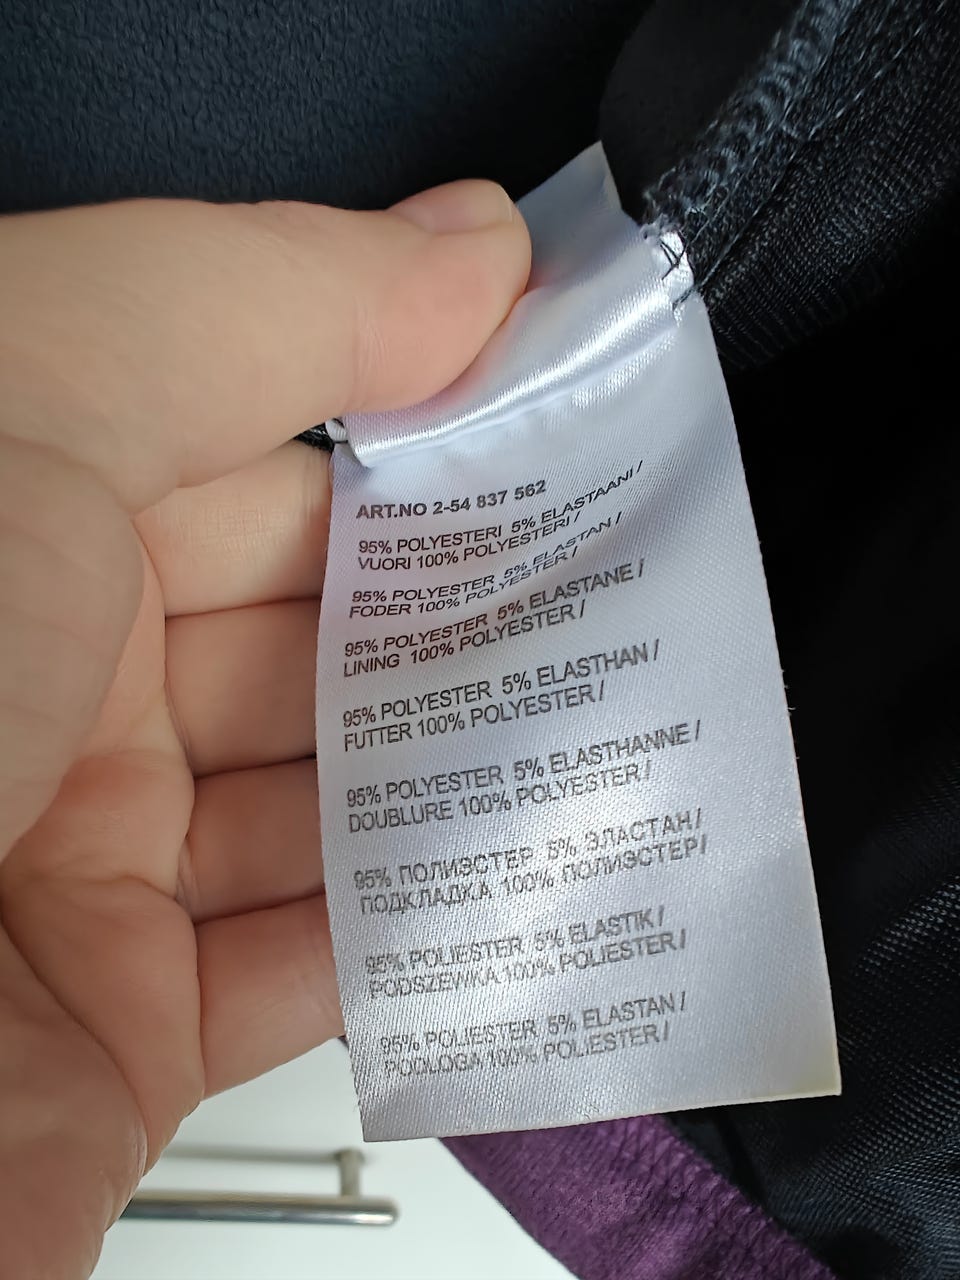 ART.NO 2-54 837 562
95% POLYESTERI 5% ELASTAANI /
VUORI 100% POLYESTERI /
95% POLYESTER 5% ELASTAN /
FODER 100% POLYESTER /
95% POLYESTER 5% ELASTANE /
LINING 100% POLYESTER /
95% POLYESTER 5% ELASTHAN /
FUTTER 100% POLYESTER /
95% POLYESTER 5% ELASTHANNE /
DOUBLURE 100% POLYESTER /
95% ПОЛИЭСТЕР 5% ЭЛАСТАН /
ПОДКЛАДКА 100% ПОЛИЭСТЕР /
95% POLIESTER 5% ELASTIK /
PODSZEWKA 100% POLIESTER /
95% POLIESTER 5% ELASTAN /
PODLOGA 100% POLIESTER /